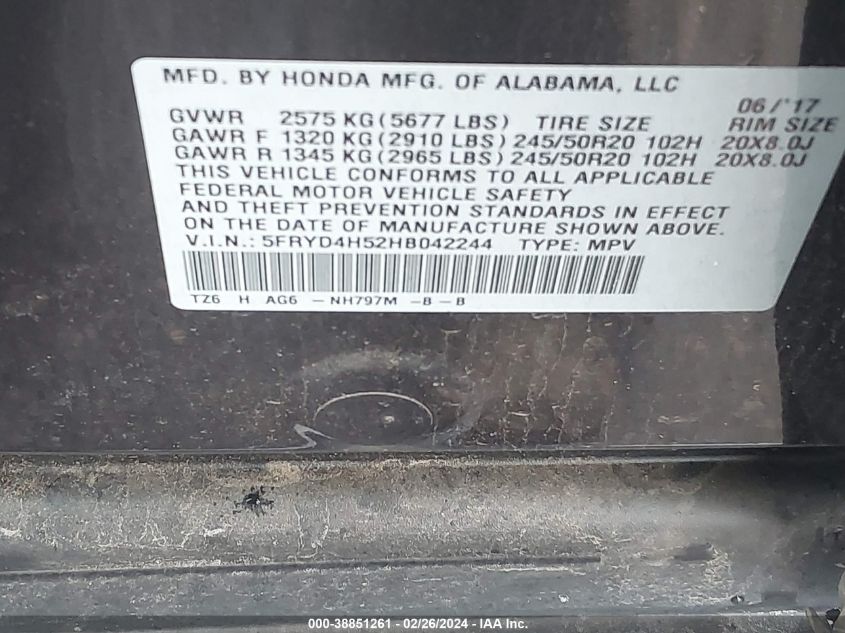 MFD. BY HONDA MFG. OF ALABAMA, LLC
06/'17
GVWR 2575 KG(5677 LBS) TIRE SIZE RIM SIZE
GAWR F 1320 KG(2910 LBS)245/50R20 102H 20X8.0J
GAWR R 1345 KG(2965 LBS)245/50R20 102H 20X8.0J
THIS VEHICLE CONFORMS TO ALL APPLICABLE
FEDERAL MOTOR VEHICLE SAFETY
AND THEFT PREVENTION STANDARDS IN EFFECT
ON THE DATE OF MANUFACTURE SHOWN ABOVE.
V.I.N.: 5FRYD4H52HB042244 TYPE: MPV
TZ6 H AG6 -NH797M -B-B
000-38851261 - 02/26/2024 - IAA Inc.